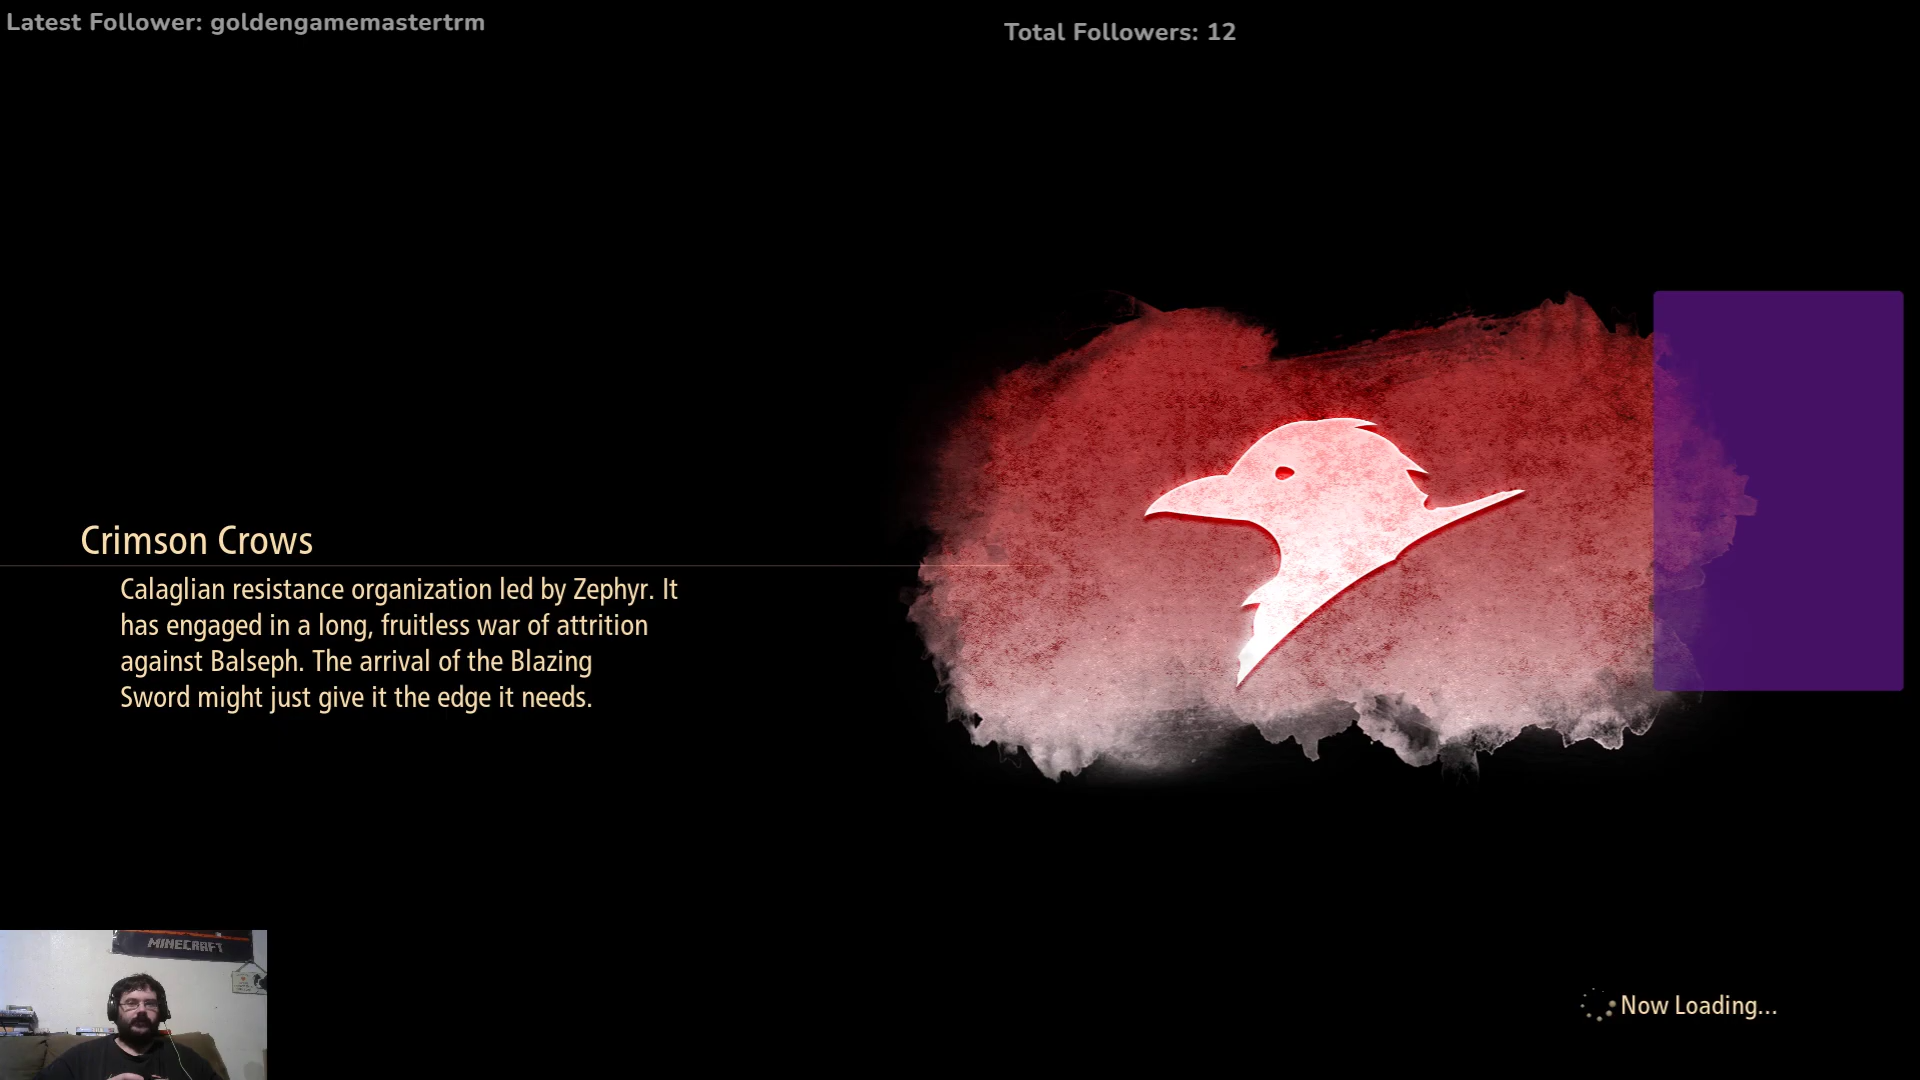 Latest Follower: goldengamemastertrm
Total Followers: 12
Crimson Crows
Calaglian resistance organization led by Zephyr. It
has engaged in a long, fruitless war of attrition
against Balseph. The arrival of the Blazing
Sword might just give it the edge it needs.
MINECRAFT
Now Loading...